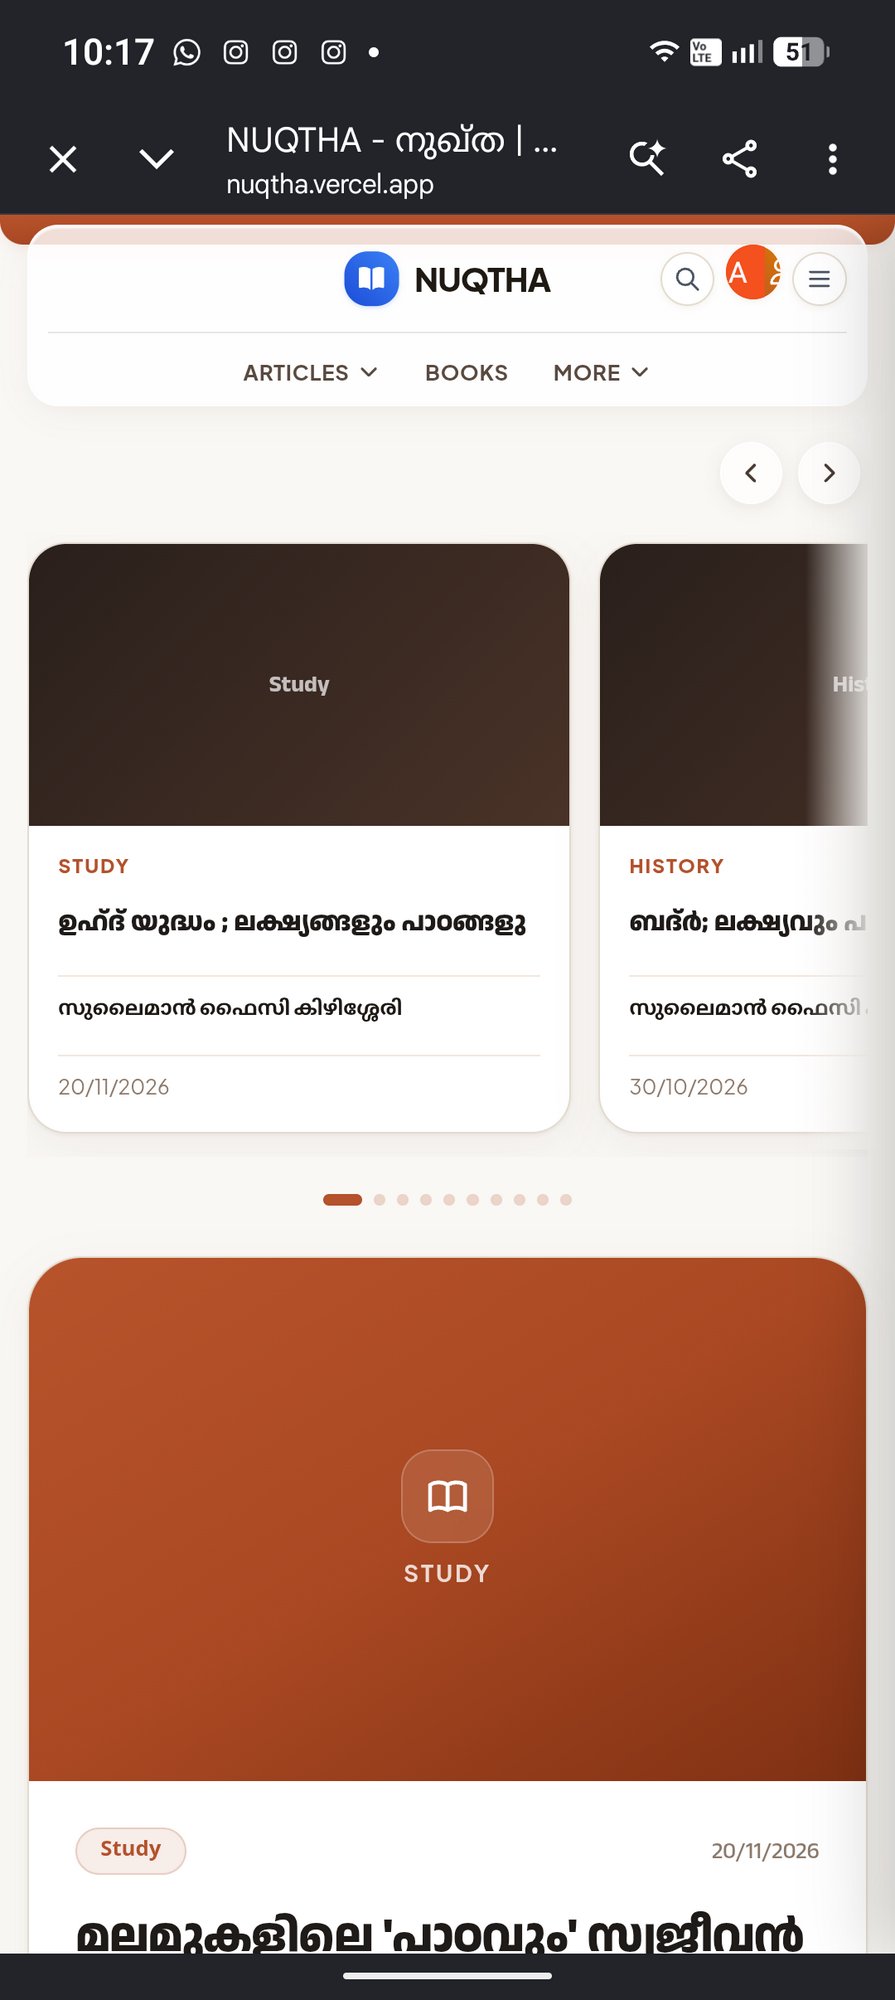 10:17
Vo LTE
51
NUQTHA - നുഖ്ത | ...
nuqtha.vercel.app
NUQTHA
A
ARTICLES
BOOKS
MORE
Study
STUDY
ഉഹ്ദ് യുദ്ധം ; ലക്ഷ്യങ്ങളും പാഠങ്ങളു
സുലൈമാൻ ഫൈസി കിഴിശ്ശേരി
20/11/2026
HISTORY
ബദ്ർ; ലക്ഷ്യവും
സുലൈമാൻ ഫൈസി
30/10/2026
STUDY
Study
20/11/2026
മലമുകളിലെ 'പാഠവും' സ്വജീവൻ